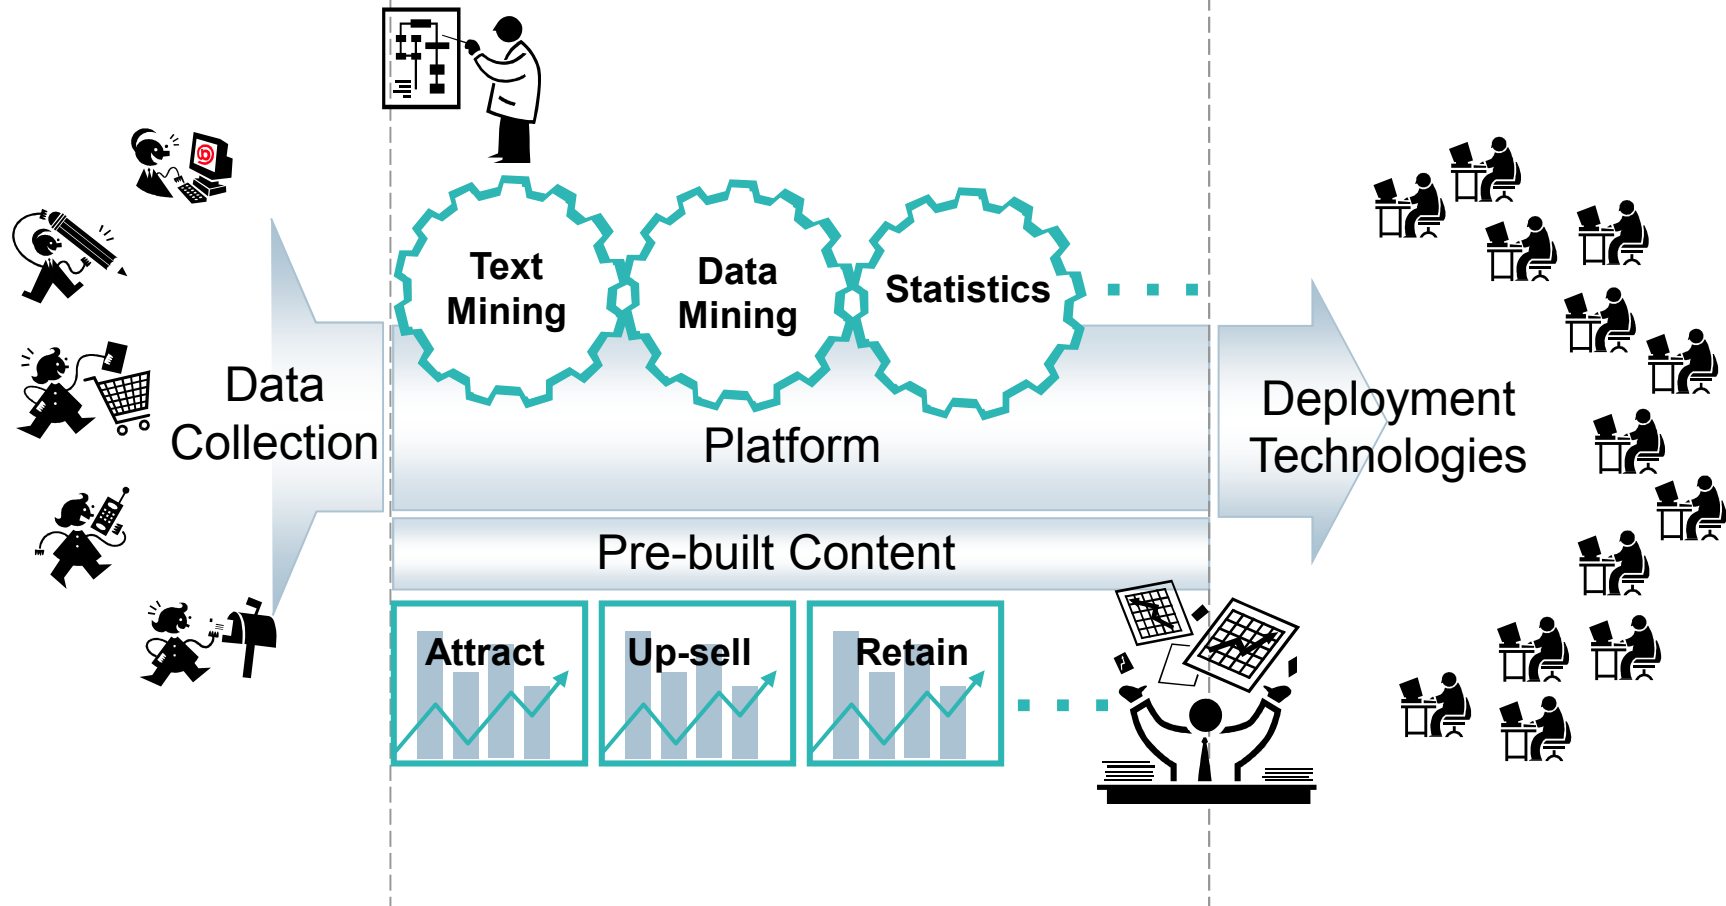 Text
Mining
Data
Mining
Statistics
Data
Collection
Platform
Deployment
Technologies
Pre-built Content
Attract
Up-sell
Retain
@